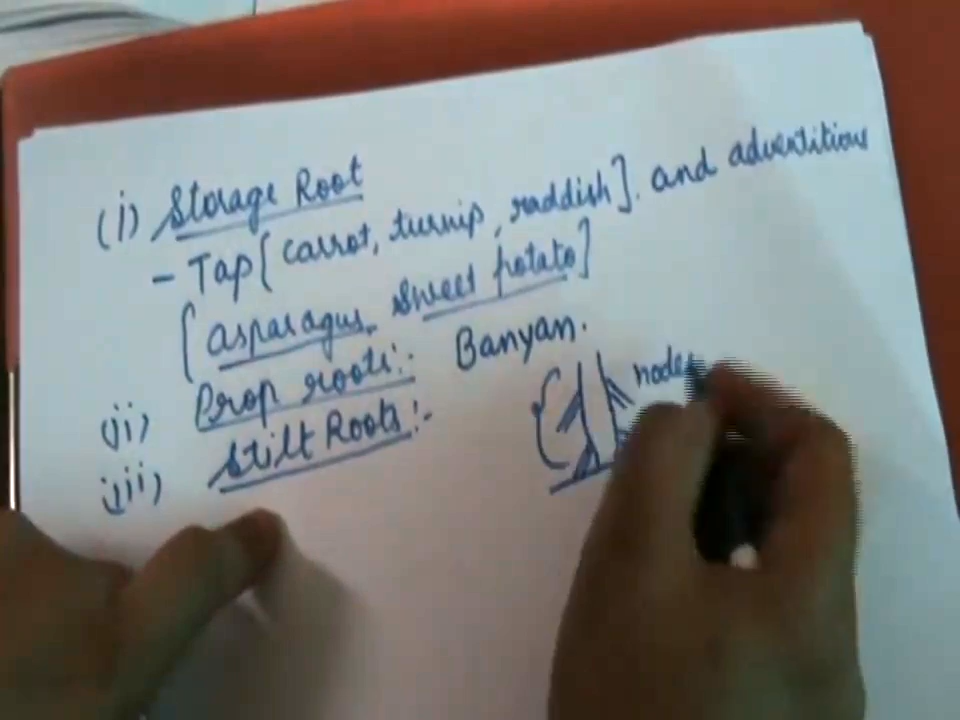 (i) Storage Root
- Tap [carrot, turnip, raddish]. and adventitious
[asparagus, sweet potato]
(ii) Prop roots:- Banyan.
(iii) Stilt Roots:-
nodes